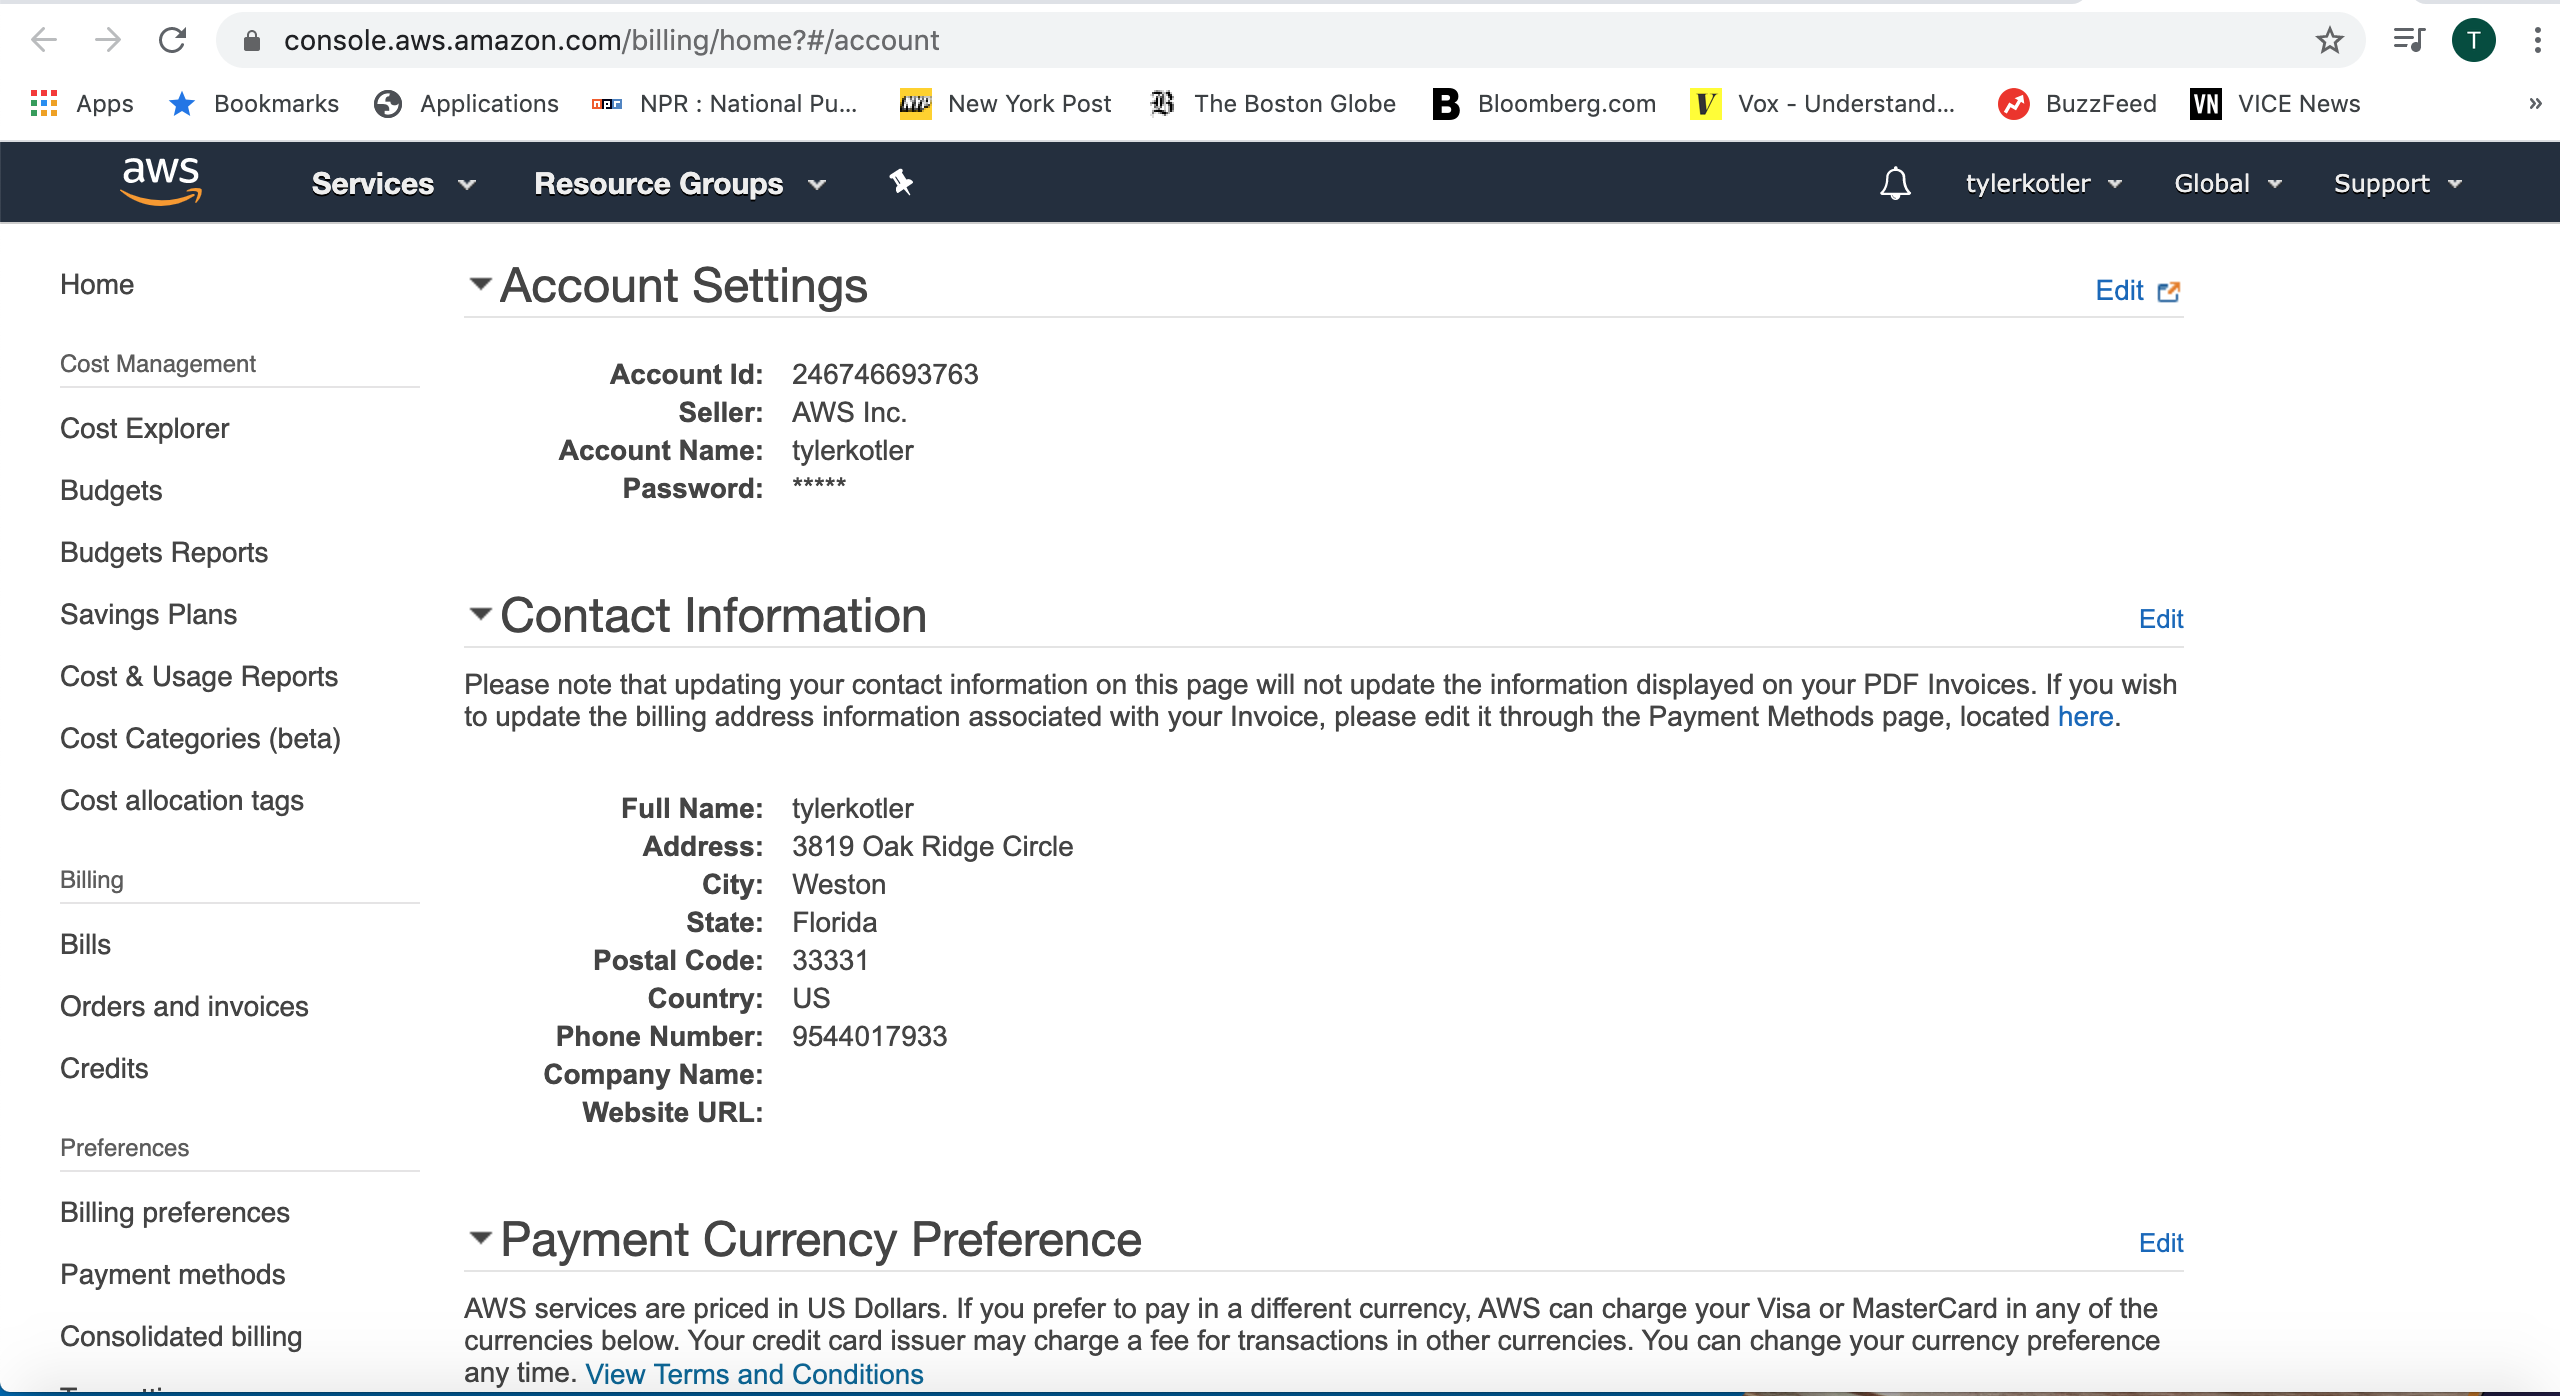 console.aws.amazon.com/billing/home?#/account
T
Apps Bookmarks Applications npr NPR : National Pu... NYP New York Post B The Boston Globe B Bloomberg.com V Vox - Understand... BuzzFeed VN VICE News »
aws Services Resource Groups tylerkotler Global Support
Home
Cost Management
Cost Explorer
Budgets
Budgets Reports
Savings Plans
Cost & Usage Reports
Cost Categories (beta)
Cost allocation tags
Billing
Bills
Orders and invoices
Credits
Preferences
Billing preferences
Payment methods
Consolidated billing
Account Settings Edit
Account Id: 246746693763
Seller: AWS Inc.
Account Name: tylerkotler
Password: *****
Contact Information Edit
Please note that updating your contact information on this page will not update the information displayed on your PDF Invoices. If you wish
to update the billing address information associated with your Invoice, please edit it through the Payment Methods page, located here.
Full Name: tylerkotler
Address: 3819 Oak Ridge Circle
City: Weston
State: Florida
Postal Code: 33331
Country: US
Phone Number: 9544017933
Company Name:
Website URL:
Payment Currency Preference Edit
AWS services are priced in US Dollars. If you prefer to pay in a different currency, AWS can charge your Visa or MasterCard in any of the
currencies below. Your credit card issuer may charge a fee for transactions in other currencies. You can change your currency preference
any time. View Terms and Conditions